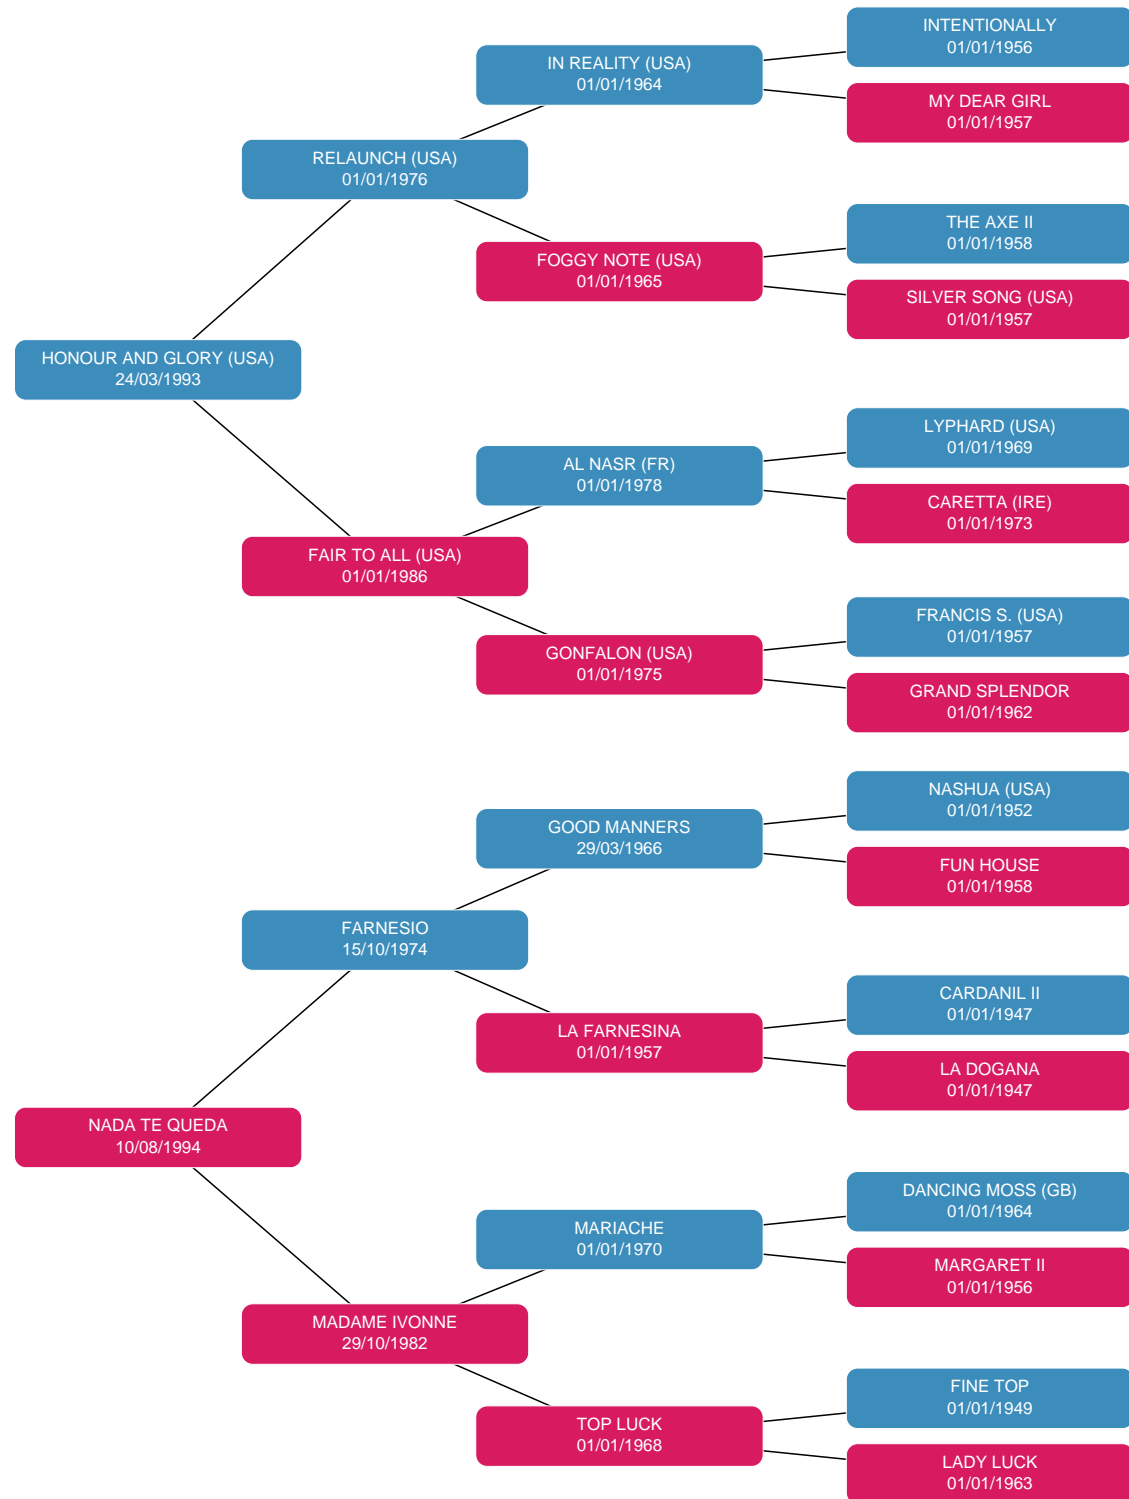 INTENTIONALLY
01/01/1956
IN REALITY (USA)
01/01/1964
MY DEAR GIRL
01/01/1957
RELAUNCH (USA)
01/01/1976
THE AXE II
01/01/1958
FOGGY NOTE (USA)
01/01/1965
SILVER SONG (USA)
01/01/1957
HONOUR AND GLORY (USA)
24/03/1993
LYPHARD (USA)
01/01/1969
AL NASR (FR)
01/01/1978
CARETTA (IRE)
01/01/1973
FAIR TO ALL (USA)
01/01/1986
FRANCIS S. (USA)
01/01/1957
GONFALON (USA)
01/01/1975
GRAND SPLENDOR
01/01/1962
NASHUA (USA)
01/01/1952
GOOD MANNERS
29/03/1966
FUN HOUSE
01/01/1958
FARNESIO
15/10/1974
CARDANIL II
01/01/1947
LA FARNESINA
01/01/1957
LA DOGANA
01/01/1947
NADA TE QUEDA
10/08/1994
DANCING MOSS (GB)
01/01/1964
MARIACHE
01/01/1970
MARGARET II
01/01/1956
MADAME IVONNE
29/10/1982
FINE TOP
01/01/1949
TOP LUCK
01/01/1968
LADY LUCK
01/01/1963